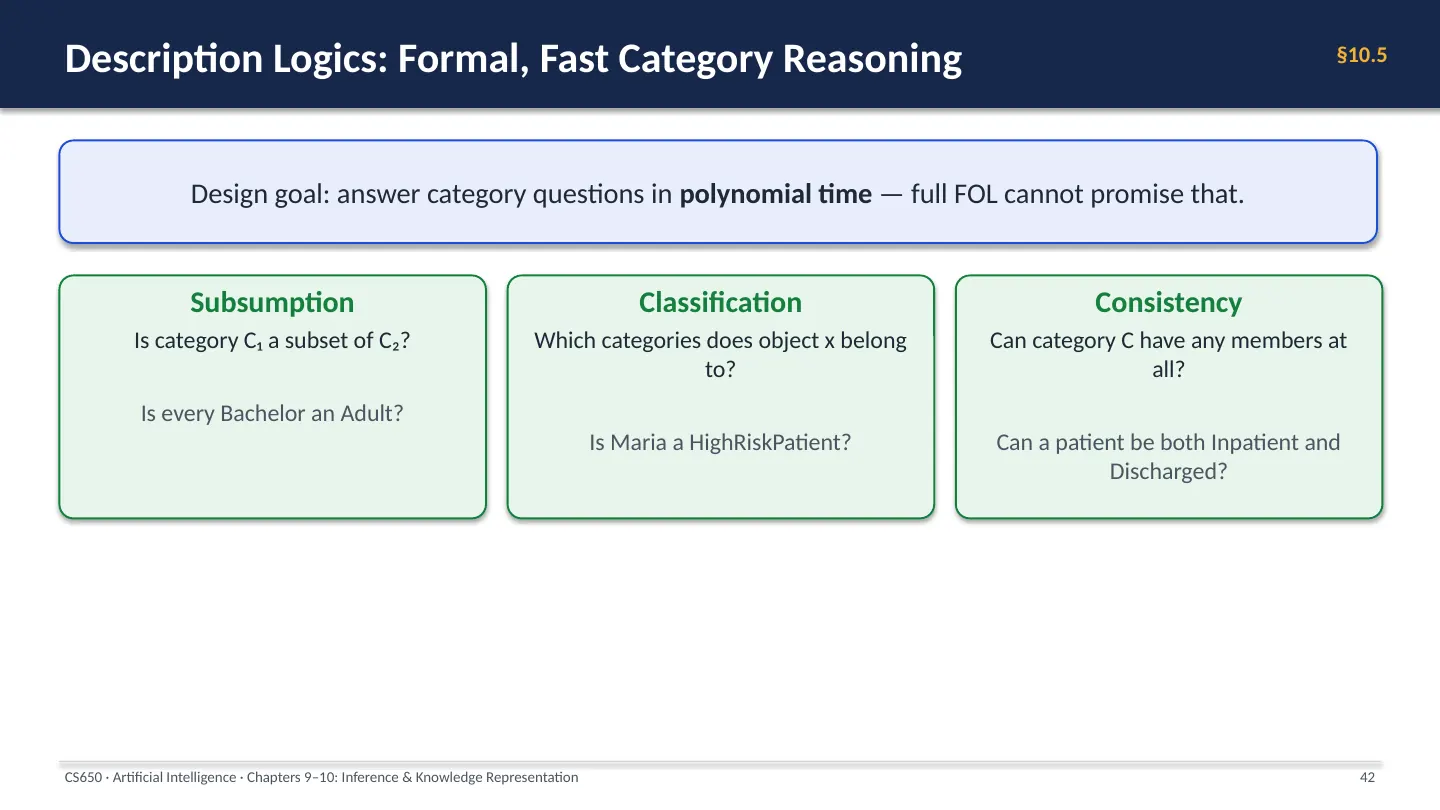 Description Logics: Formal, Fast Category Reasoning
§10.5
Design goal: answer category questions in polynomial time — full FOL cannot promise that.
Subsumption
Is category C₁ a subset of C₂?
Is every Bachelor an Adult?
Classification
Which categories does object x belong
to?
Is Maria a HighRiskPatient?
Consistency
Can category C have any members at
all?
Can a patient be both Inpatient and
Discharged?
CS650 · Artificial Intelligence · Chapters 9–10: Inference & Knowledge Representation
42